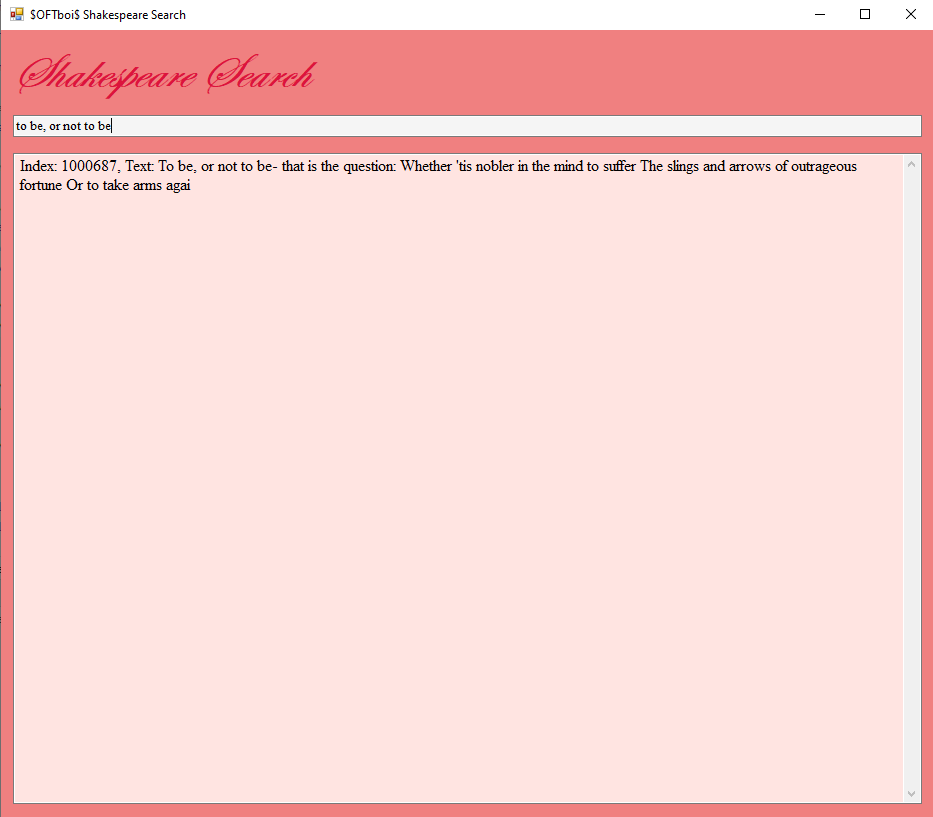 $OFTboi$ Shakespeare Search
Shakespeare Search
to be, or not to be
Index: 1000687, Text: To be, or not to be- that is the question: Whether 'tis nobler in the mind to suffer The slings and arrows of outrageous
fortune Or to take arms agai